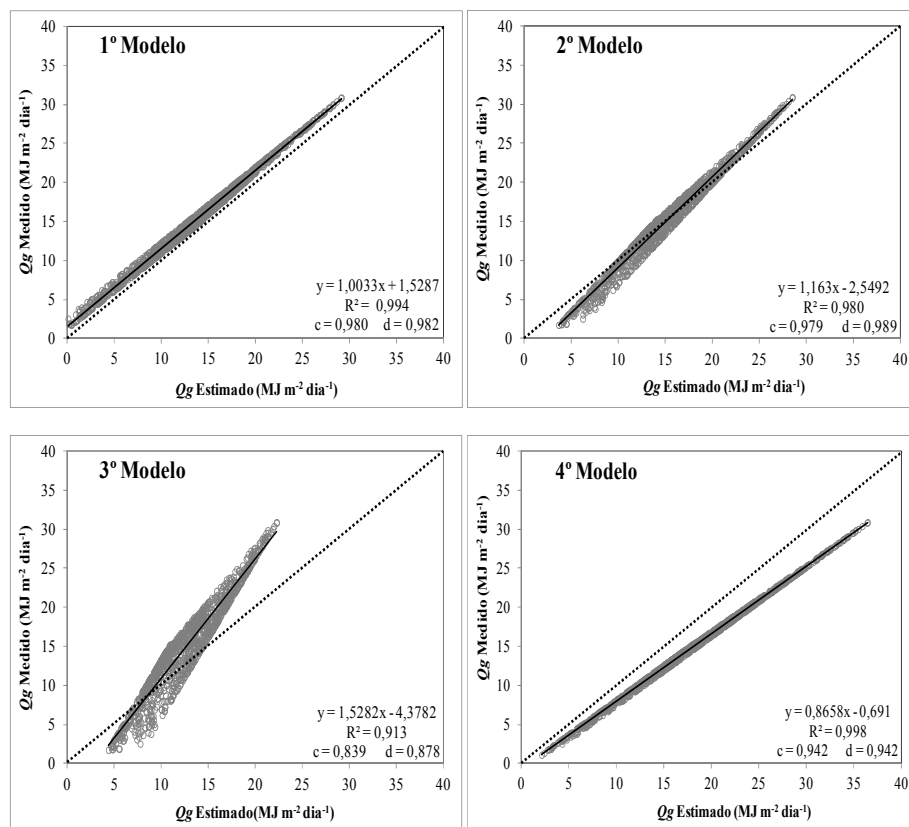 1º Modelo
Qg Medido (MJ m⁻² dia⁻¹)
40
35
30
25
20
15
10
5
0
y = 1,0033x + 1,5287
R² = 0,994
c = 0,980 d = 0,982
0 5 10 15 20 25 30 35 40
Qg Estimado (MJ m⁻² dia⁻¹)
2º Modelo
Qg Medido (MJ m⁻² dia⁻¹)
40
35
30
25
20
15
10
5
0
y = 1,163x - 2,5492
R² = 0,980
c = 0,979 d = 0,989
0 5 10 15 20 25 30 35 40
Qg Estimado (MJ m⁻² dia⁻¹)
3º Modelo
Qg Medido (MJ m⁻² dia⁻¹)
40
35
30
25
20
15
10
5
0
y = 1,5282x - 4,3782
R² = 0,913
c = 0,839 d = 0,878
0 5 10 15 20 25 30 35 40
Qg Estimado(MJ m⁻² dia⁻¹)
4º Modelo
Qg Medido (MJ m⁻² dia⁻¹)
40
35
30
25
20
15
10
5
0
y = 0,8658x - 0,691
R² = 0,998
c = 0,942 d = 0,942
0 5 10 15 20 25 30 35 40
Qg Estimado (MJ m⁻² dia⁻¹)